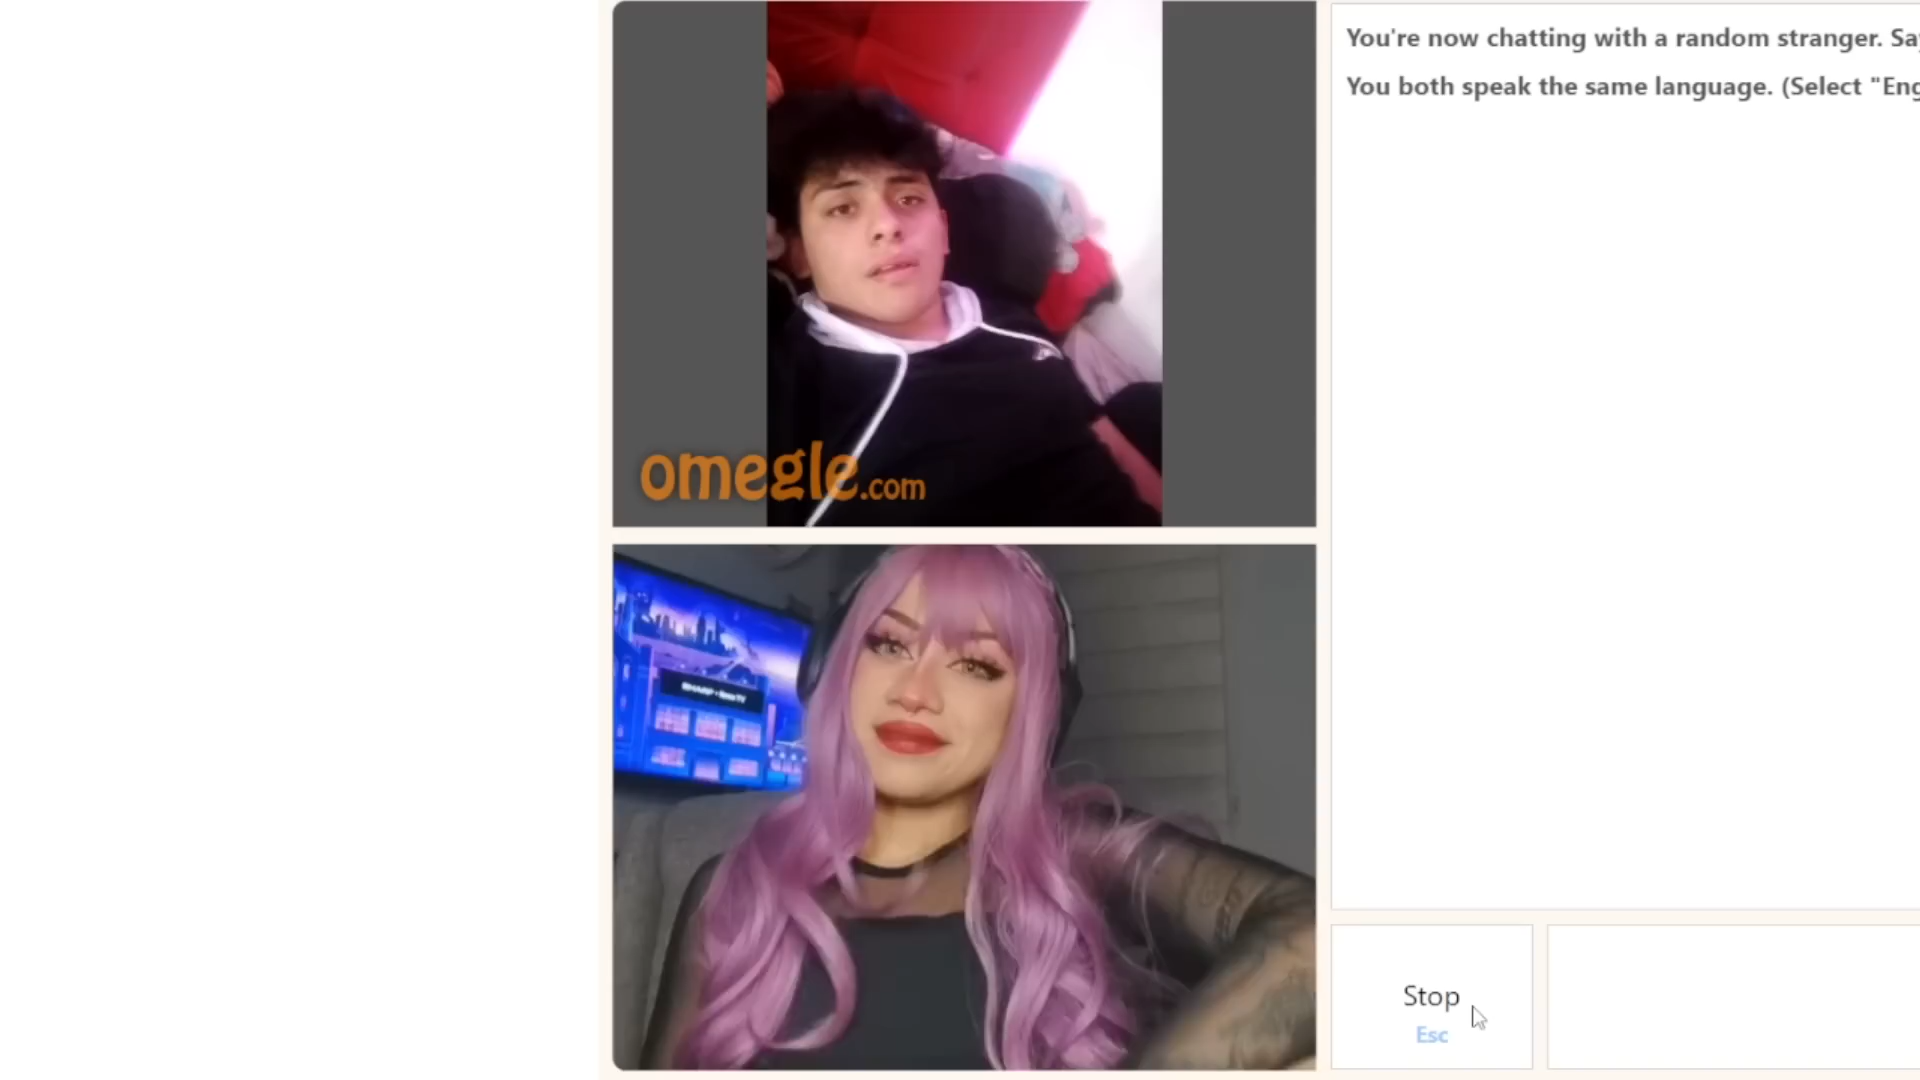 You're now chatting with a random stranger. Sa
You both speak the same language. (Select "Eng
omegle.com
Stop
Esc